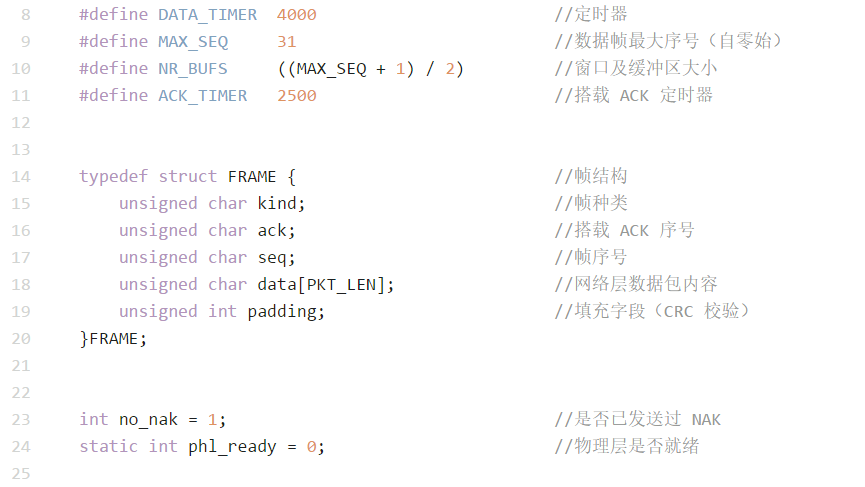 8 #define DATA_TIMER 4000 //定时器
9 #define MAX_SEQ 31 //数据帧最大序号（自零始）
10 #define NR_BUFS ((MAX_SEQ + 1) / 2) //窗口及缓冲区大小
11 #define ACK_TIMER 2500 //搭载 ACK 定时器
12
13
14 typedef struct FRAME { //帧结构
15 unsigned char kind; //帧种类
16 unsigned char ack; //搭载 ACK 序号
17 unsigned char seq; //帧序号
18 unsigned char data[PKT_LEN]; //网络层数据包内容
19 unsigned int padding; //填充字段（CRC 校验）
20 }FRAME;
21
22
23 int no_nak = 1; //是否已发送过 NAK
24 static int phl_ready = 0; //物理层是否就绪
25